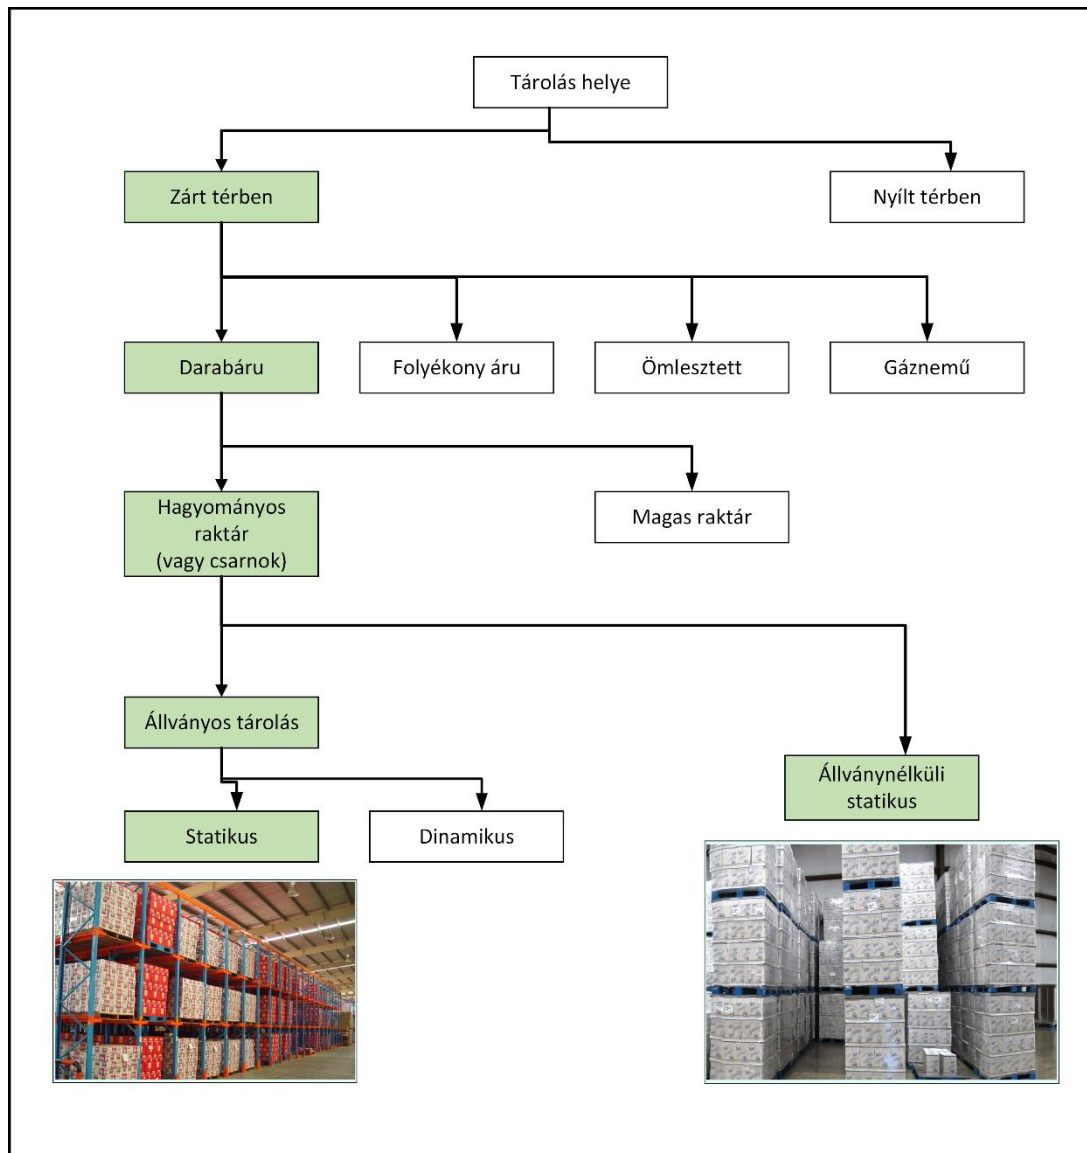 Tárolás helye
Zárt térben
Nyílt térben
Darabáru
Folyékony áru
Ömlesztett
Gáznemű
Hagyományos
raktár
(vagy csarnok)
Magas raktár
Állványos tárolás
Állványnélküli
statikus
Statikus
Dinamikus